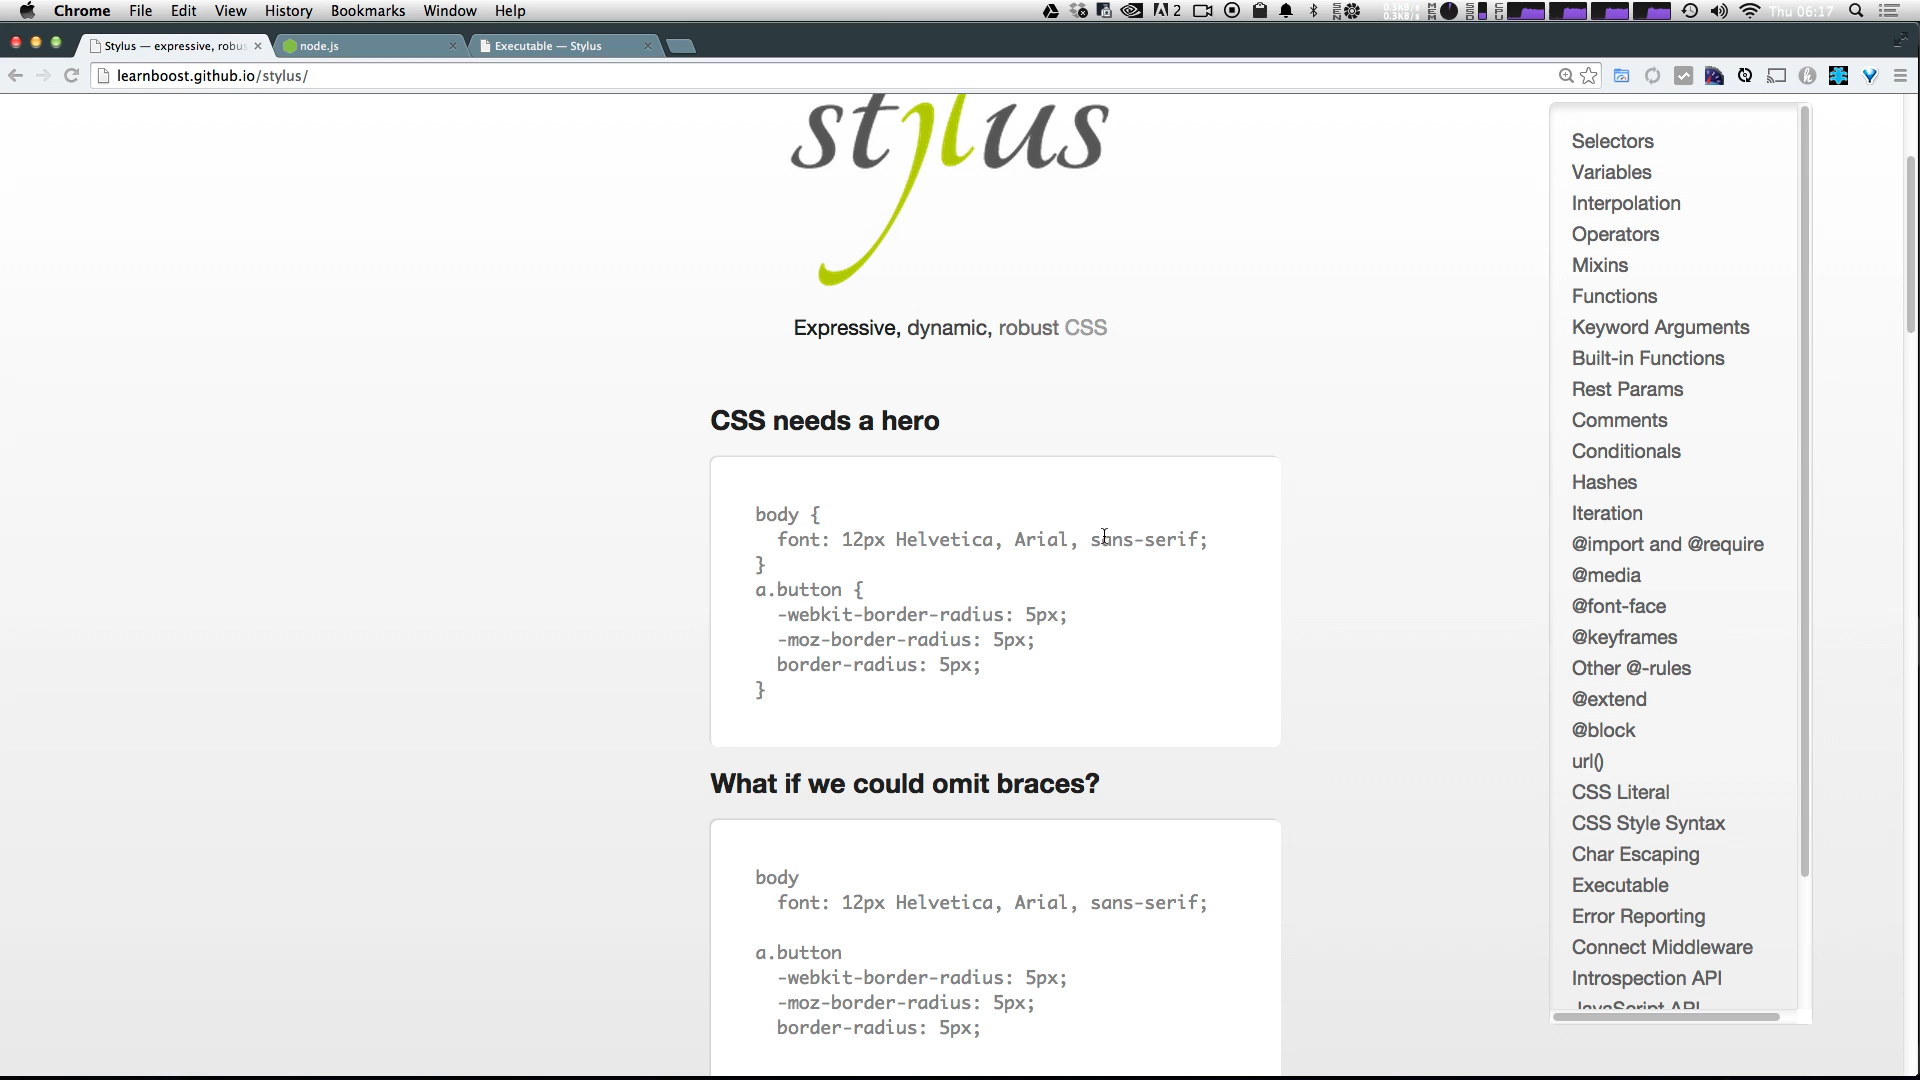 Chrome File Edit View History Bookmarks Window Help
2
Thu 06:17
Stylus — expressive, robus
node.js
Executable — Stylus
learnboost.github.io/stylus/
stylus
Expressive, dynamic, robust CSS
CSS needs a hero
body {
font: 12px Helvetica, Arial, sans-serif;
}
a.button {
-webkit-border-radius: 5px;
-moz-border-radius: 5px;
border-radius: 5px;
}
What if we could omit braces?
body
font: 12px Helvetica, Arial, sans-serif;
a.button
-webkit-border-radius: 5px;
-moz-border-radius: 5px;
border-radius: 5px;
Selectors
Variables
Interpolation
Operators
Mixins
Functions
Keyword Arguments
Built-in Functions
Rest Params
Comments
Conditionals
Hashes
Iteration
@import and @require
@media
@font-face
@keyframes
Other @-rules
@extend
@block
url()
CSS Literal
CSS Style Syntax
Char Escaping
Executable
Error Reporting
Connect Middleware
Introspection API
JavaScript API